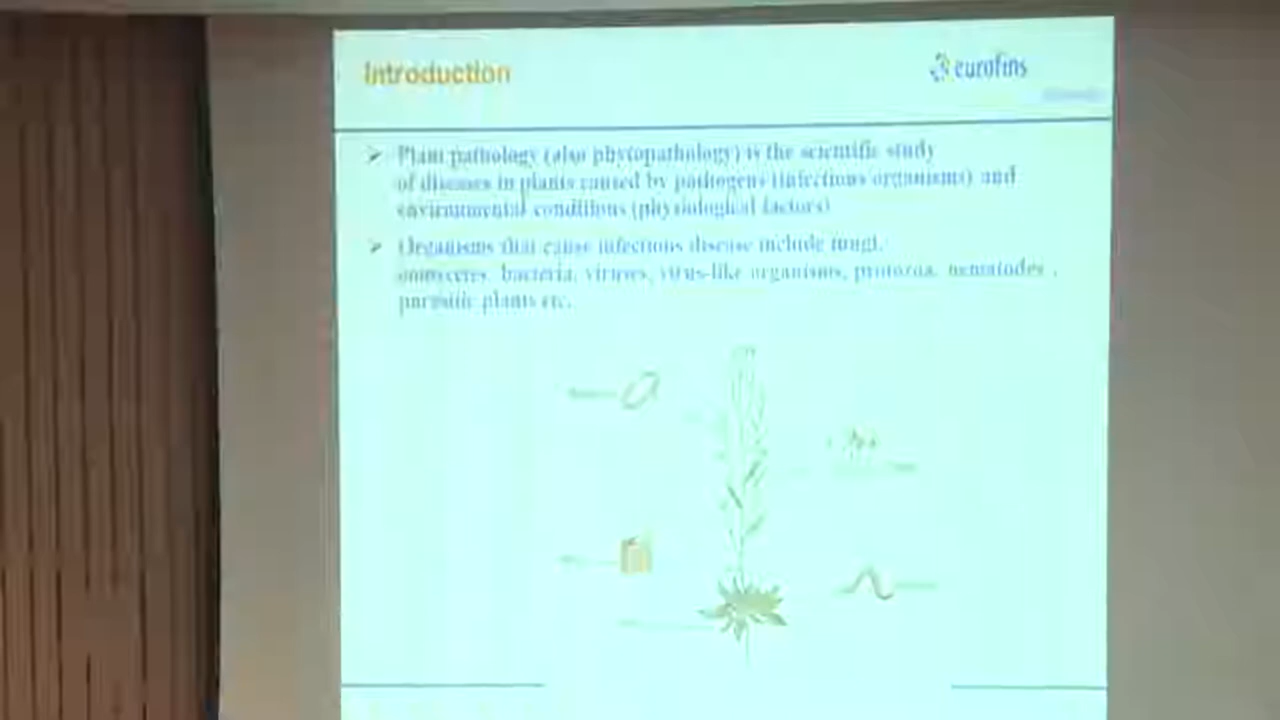 Introduction
eurofins
Plant pathology (also phytopathology) is the scientific study
of diseases in plants caused by pathogens (infectious organisms) and
environmental conditions (physiological factors)
Organisms that cause infectious disease include fungi,
oomycetes, bacteria, viruses, virus-like organisms, protozoa, nematodes ,
parasitic plants etc.